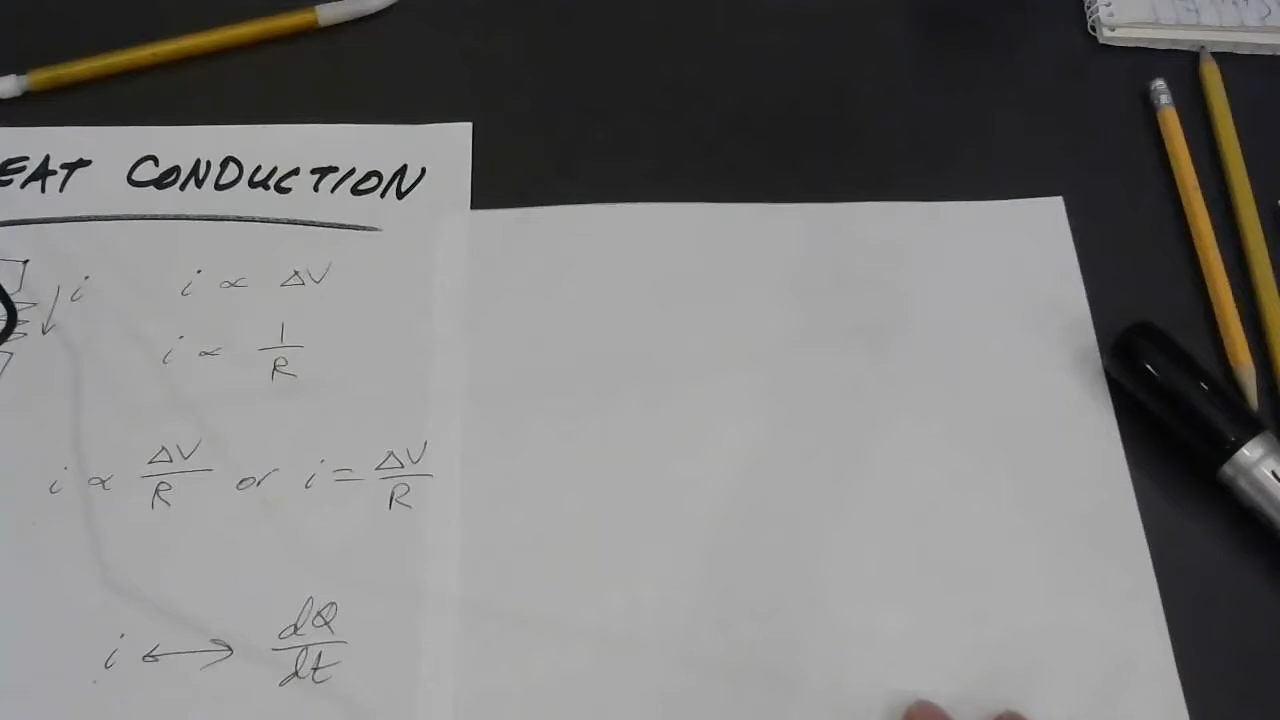 EAT CONDUCTION
i i ∝ ΔV
i ∝ 1/R
i ∝ ΔV/R or i = ΔV/R
i ↔ dQ/dt